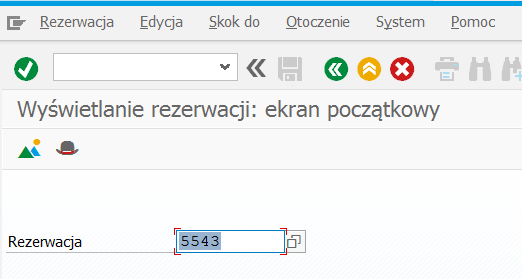 Rezerwacja Edycja Skok do Otoczenie System Pomoc
Wyświetlanie rezerwacji: ekran początkowy
Rezerwacja 5543